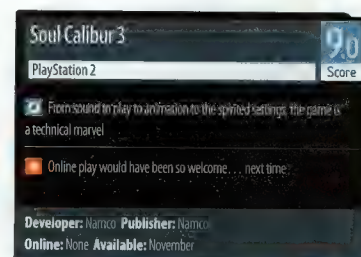 Soul Calibur 3
9.0
PlayStation 2
Score
From sound to play to animation to the spirited settings, the game is
a technical marvel
Online play would have been so welcome... next time
Developer: Namco Publisher: Namco
Online: None Available: November